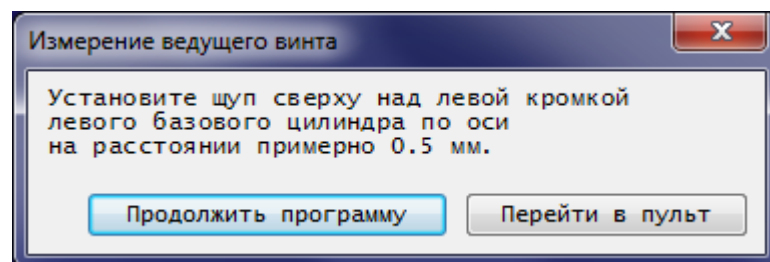 Измерение ведущего винта
Установите щуп сверху над левой кромкой
левого базового цилиндра по оси
на расстоянии примерно 0.5 мм.
Продолжить программу
Перейти в пульт